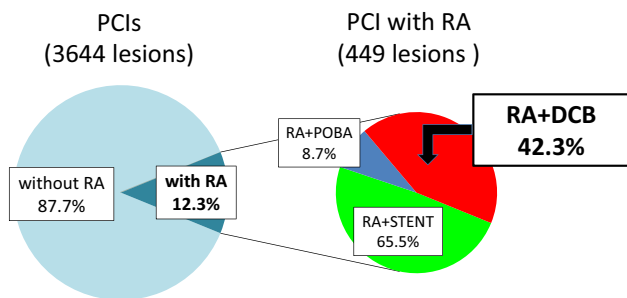 PCIs
(3644 lesions)
PCI with RA
(449 lesions )
without RA
87.7%
with RA
12.3%
RA+POBA
8.7%
RA+DCB
42.3%
RA+STENT
65.5%